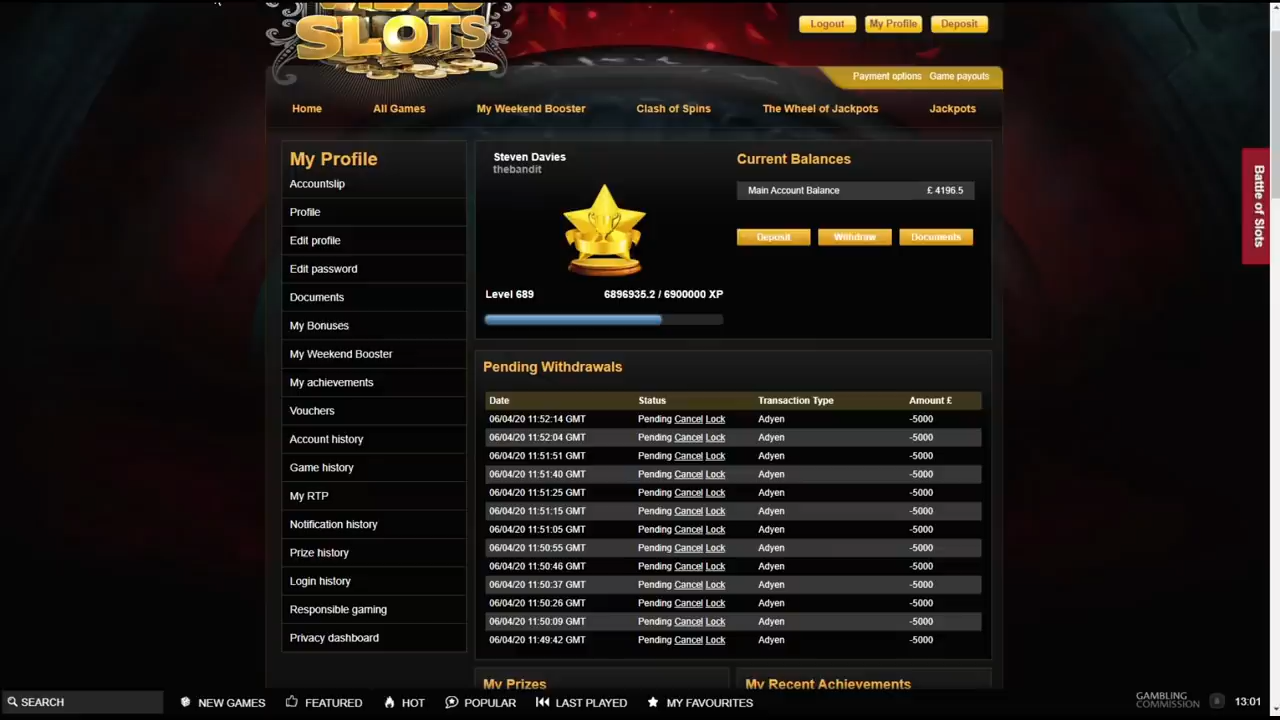 VIDEO
SLOTS
Logout My Profile Deposit
Payment options Game payouts
Home All Games My Weekend Booster Clash of Spins The Wheel of Jackpots Jackpots
My Profile
Accountslip
Profile
Edit profile
Edit password
Documents
My Bonuses
My Weekend Booster
My achievements
Vouchers
Account history
Game history
My RTP
Notification history
Prize history
Login history
Responsible gaming
Privacy dashboard
Steven Davies
thebandit
Level 689 6896935.2 / 6900000 XP
Current Balances
Main Account Balance £ 4196.5
Deposit Withdraw Documents
Battle of Slots
Pending Withdrawals
Date Status Transaction Type Amount £
06/04/20 11:52:14 GMT Pending Cancel Lock Adyen -5000
06/04/20 11:52:04 GMT Pending Cancel Lock Adyen -5000
06/04/20 11:51:51 GMT Pending Cancel Lock Adyen -5000
06/04/20 11:51:40 GMT Pending Cancel Lock Adyen -5000
06/04/20 11:51:25 GMT Pending Cancel Lock Adyen -5000
06/04/20 11:51:15 GMT Pending Cancel Lock Adyen -5000
06/04/20 11:51:05 GMT Pending Cancel Lock Adyen -5000
06/04/20 11:50:55 GMT Pending Cancel Lock Adyen -5000
06/04/20 11:50:46 GMT Pending Cancel Lock Adyen -5000
06/04/20 11:50:37 GMT Pending Cancel Lock Adyen -5000
06/04/20 11:50:26 GMT Pending Cancel Lock Adyen -5000
06/04/20 11:50:09 GMT Pending Cancel Lock Adyen -5000
06/04/20 11:49:42 GMT Pending Cancel Lock Adyen -5000
My Prizes My Recent Achievements
SEARCH NEW GAMES FEATURED HOT POPULAR LAST PLAYED MY FAVOURITES GAMBLING COMMISSION 13:01